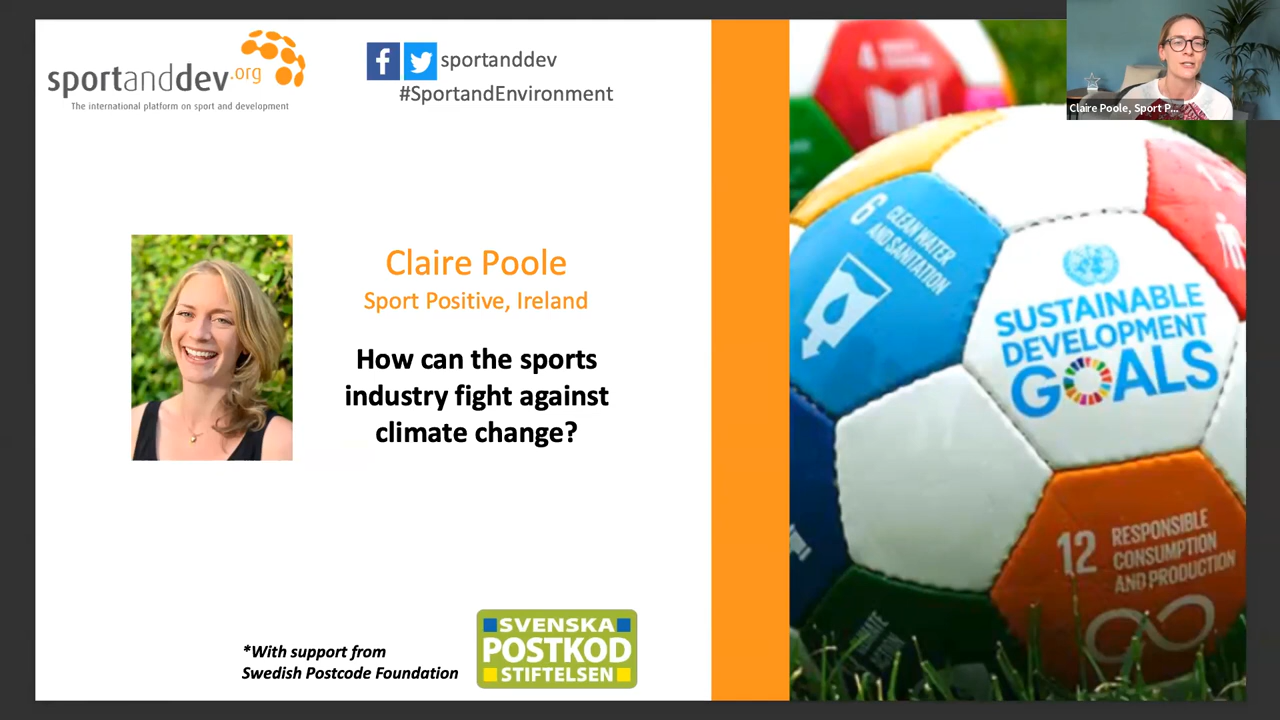 sportanddev.org
The international platform on sport and development
sportanddev
#SportandEnvironment
Claire Poole
Sport Positive, Ireland
How can the sports
industry fight against
climate change?
*With support from
Swedish Postcode Foundation
SVENSKA
POSTKOD
STIFTELSEN
4
6
CLEAN WATER
AND SANITATION
SUSTAINABLE
DEVELOPMENT
GOALS
12
RESPONSIBLE
CONSUMPTION
AND PRODUCTION
Claire Poole, Sport P...